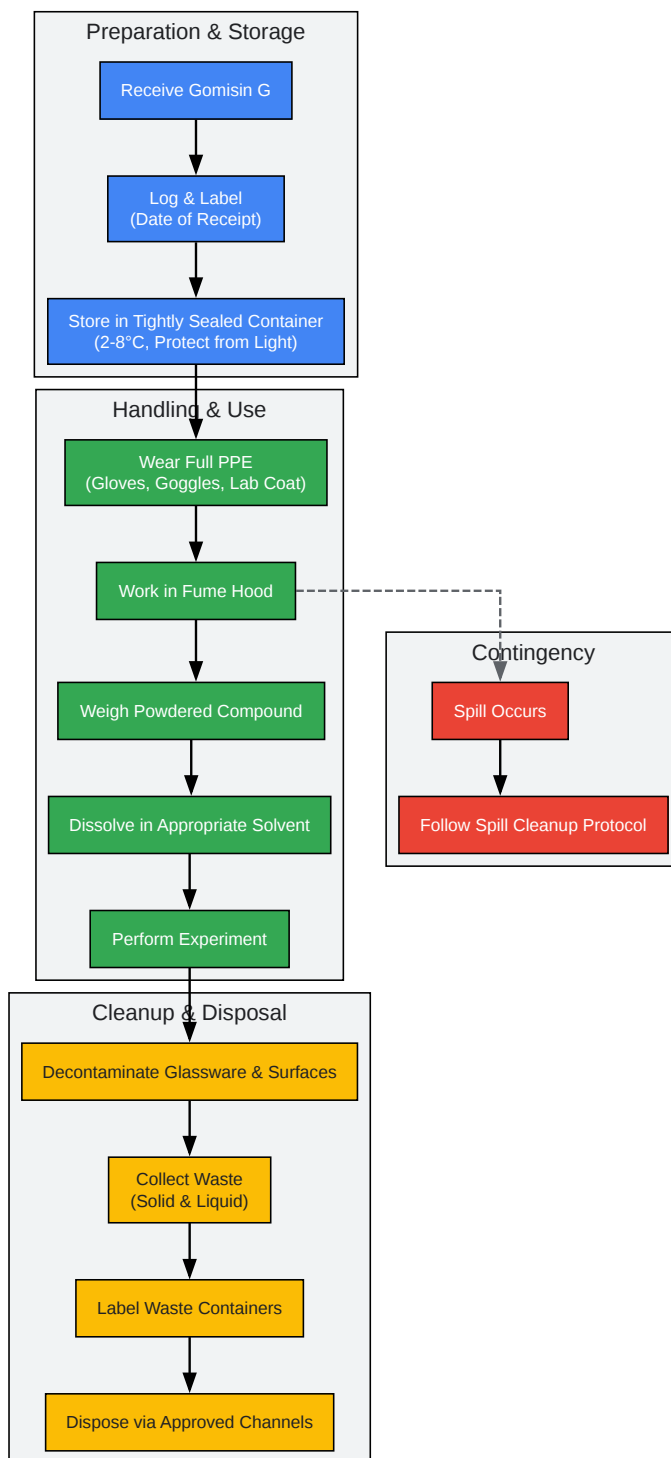 Preparation & Storage
Receive Gomisin G
Log & Label
(Date of Receipt)
Store in Tightly Sealed Container
(2-8°C, Protect from Light)
Handling & Use
Wear Full PPE
(Gloves, Goggles, Lab Coat)
Work in Fume Hood
Weigh Powdered Compound
Dissolve in Appropriate Solvent
Perform Experiment
Contingency
Spill Occurs
Follow Spill Cleanup Protocol
Cleanup & Disposal
Decontaminate Glassware & Surfaces
Collect Waste
(Solid & Liquid)
Label Waste Containers
Dispose via Approved Channels